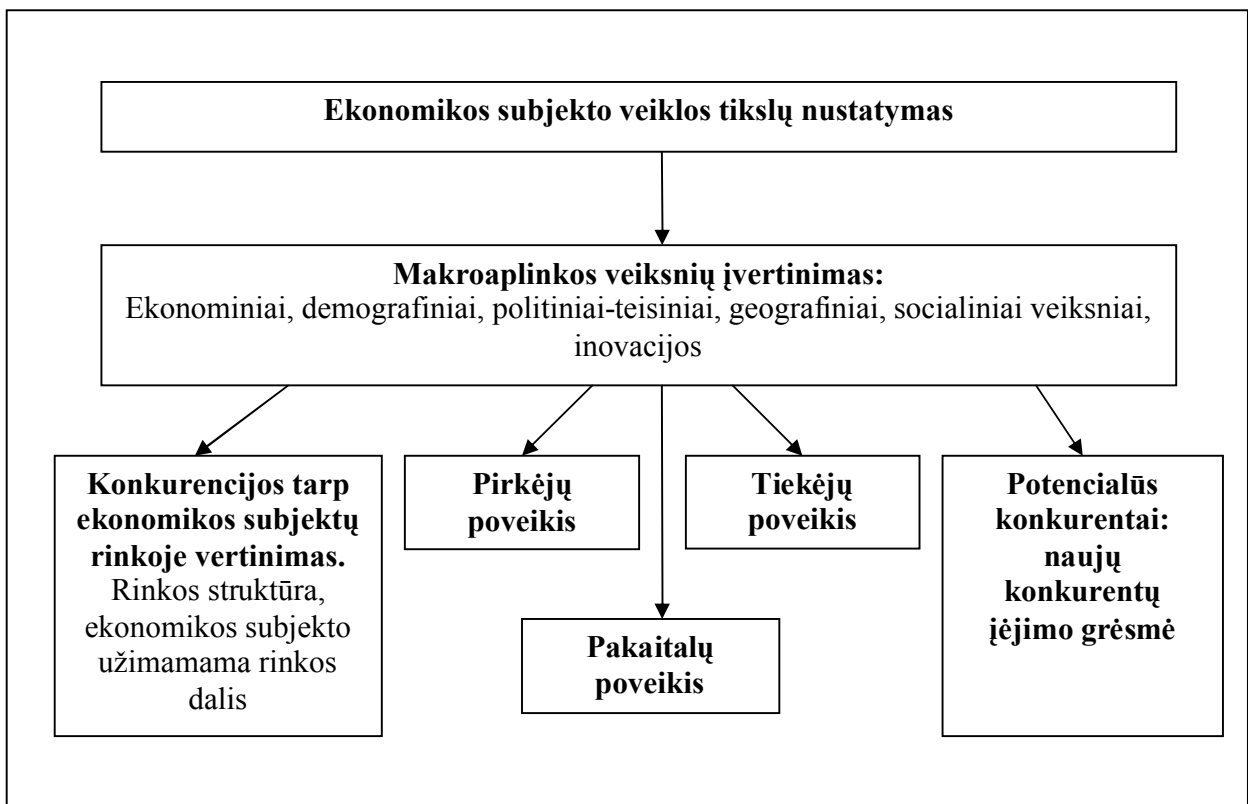 Ekonomikos subjekto veiklos tikslų nustatymas
Makroaplinkos veiksnių įvertinimas:
Ekonominiai, demografiniai, politiniai-teisiniai, geografiniai, socialiniai veiksniai,
inovacijos
Konkurencijos tarp
ekonomikos subjektų
rinkoje vertinimas.
Rinkos struktūra,
ekonomikos subjekto
užimamama rinkos
dalis
Pirkėjų
poveikis
Pakaitalų
poveikis
Tiekėjų
poveikis
Potencialūs
konkurentai:
naujų
konkurentų
įėjimo grėsmė